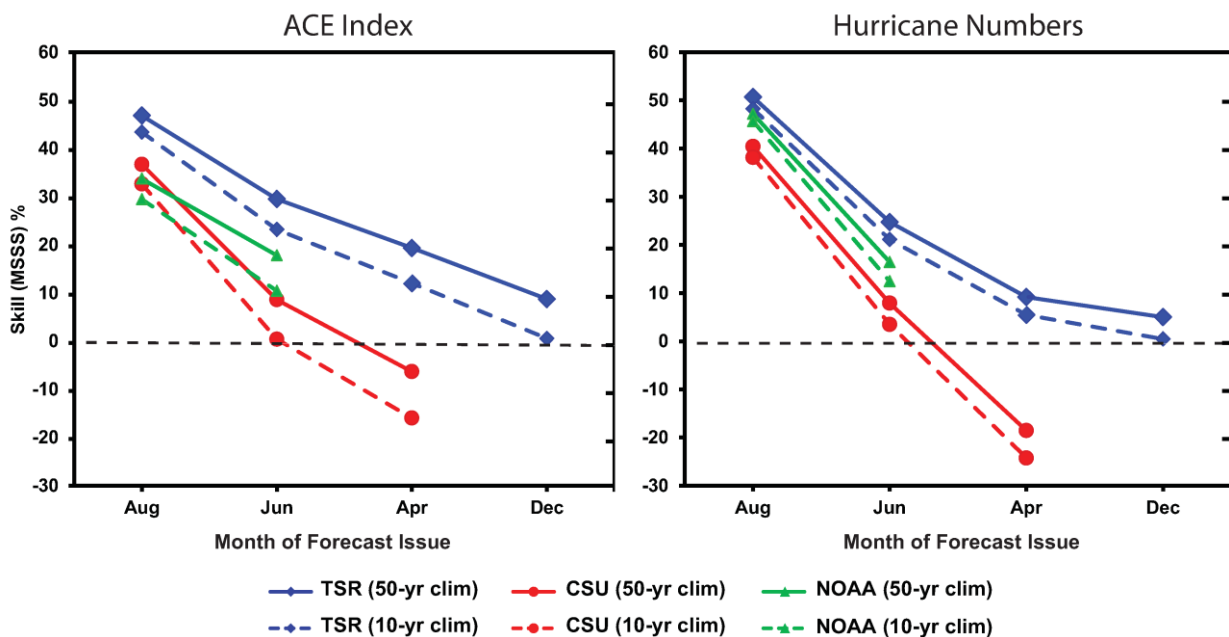 ACE Index
Hurricane Numbers
Skill (MSSS) %
60
50
40
30
20
10
0
-10
-20
-30
60
50
40
30
20
10
0
-10
-20
-30
Aug Jun Apr Dec
Aug Jun Apr Dec
Month of Forecast Issue
Month of Forecast Issue
TSR (50-yr clim) CSU (50-yr clim) NOAA (50-yr clim)
TSR (10-yr clim) CSU (10-yr clim) NOAA (10-yr clim)